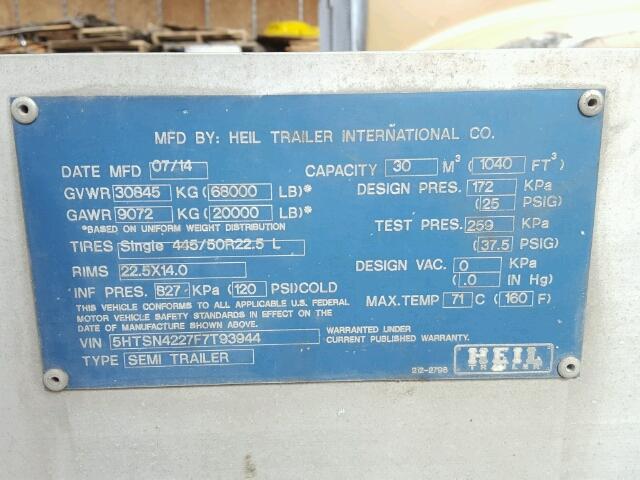 MFD BY: HEIL TRAILER INTERNATIONAL CO.
DATE MFD 07/14
GVWR 30845 KG (68000 LB)*
GAWR 9072 KG (20000 LB)*
*BASED ON UNIFORM WEIGHT DISTRIBUTION
TIRES Single 445/50R22.5 L
RIMS 22.5X14.0
INF PRES. 827 KPa (120 PSI)COLD
THIS VEHICLE CONFORMS TO ALL APPLICABLE U.S. FEDERAL
MOTOR VEHICLE SAFETY STANDARDS IN EFFECT ON THE
DATE OF MANUFACTURE SHOWN ABOVE.
VIN 5HTSN4227F7T93944
TYPE SEMI TRAILER
CAPACITY 30 M³ (1040 FT³)
DESIGN PRES. 172 KPa
(25 PSIG)
TEST PRES. 259 KPa
(37.5 PSIG)
DESIGN VAC. 0 KPa
(.0 IN Hg)
MAX. TEMP 71 C (160 F)
WARRANTED UNDER
CURRENT PUBLISHED WARRANTY.
212-2798
HEIL
TRAILER